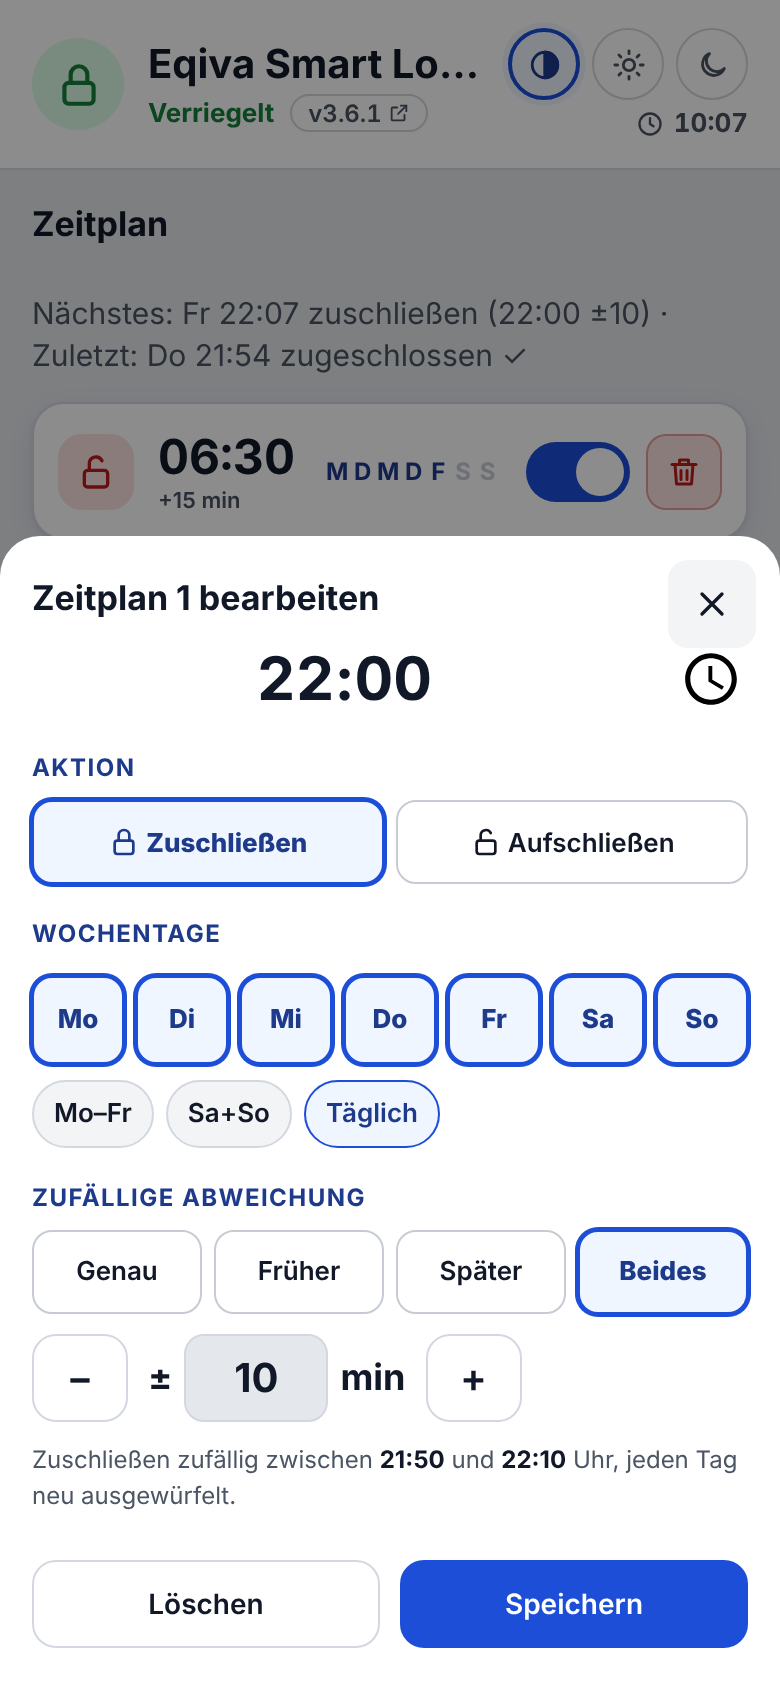 Eqiva Smart Lo...
Verriegelt v3.6.1
10:07
Zeitplan
Nächstes: Fr 22:07 zuschließen (22:00 ±10) ·
Zuletzt: Do 21:54 zugeschlossen ✓
06:30 M D M D F S S
+15 min
Zeitplan 1 bearbeiten
22:00
AKTION
Zuschließen Aufschließen
WOCHENTAGE
Mo Di Mi Do Fr Sa So
Mo–Fr Sa+So Täglich
ZUFÄLLIGE ABWEICHUNG
Genau Früher Später Beides
− ± 10 min +
Zuschließen zufällig zwischen 21:50 und 22:10 Uhr, jeden Tag
neu ausgewürfelt.
Löschen Speichern